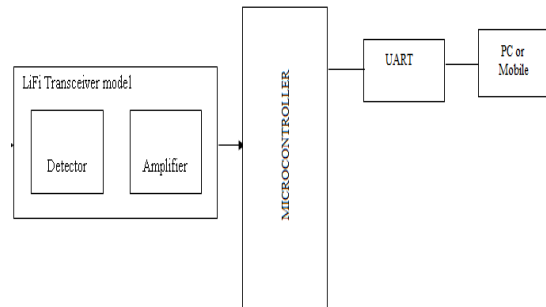 LiFi Transceiver model
Detector
Amplifier
MICROCONTROLLER
UART
PC or
Mobile